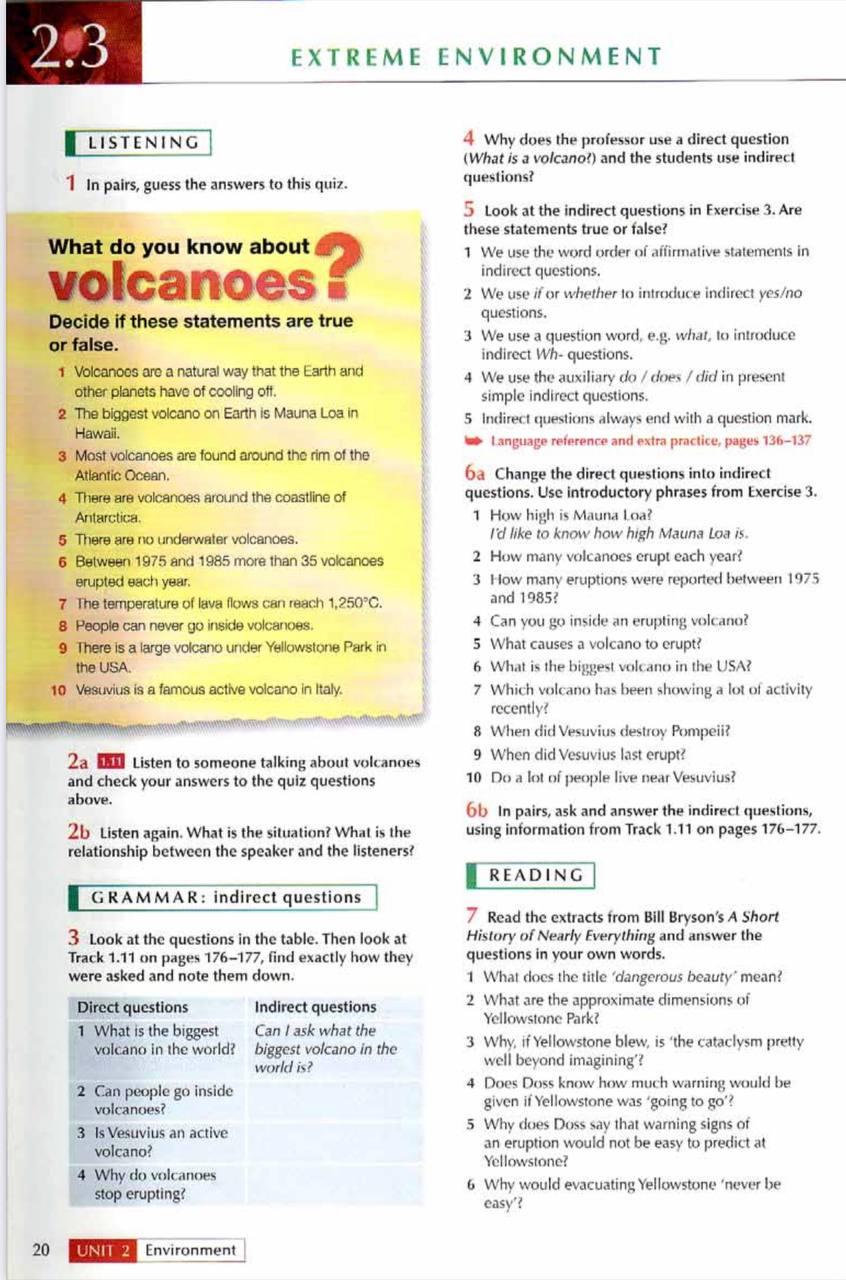 2.3
EXTREME ENVIRONMENT
LISTENING
1 In pairs, guess the answers to this quiz.
What do you know about
volcanoes?
Decide if these statements are true
or false.
1 Volcanoes are a natural way that the Earth and
other planets have of cooling off.
2 The biggest volcano on Earth is Mauna Loa in
Hawaii.
3 Most volcanoes are found around the rim of the
Atlantic Ocean.
4 There are volcanoes around the coastline of
Antarctica.
5 There are no underwater volcanoes.
6 Between 1975 and 1985 more than 35 volcanoes
erupted each year.
7 The temperature of lava flows can reach 1,250°C.
8 People can never go inside volcanoes.
9 There is a large volcano under Yellowstone Park in
the USA.
10 Vesuvius is a famous active volcano in Italy.
2a 1.11 Listen to someone talking about volcanoes
and check your answers to the quiz questions
above.
2b Listen again. What is the situation? What is the
relationship between the speaker and the listeners?
GRAMMAR: indirect questions
3 Look at the questions in the table. Then look at
Track 1.11 on pages 176–177, find exactly how they
were asked and note them down.
Direct questions Indirect questions
1 What is the biggest Can I ask what the
volcano in the world? biggest volcano in the
world is?
2 Can people go inside
volcanoes?
3 Is Vesuvius an active
volcano?
4 Why do volcanoes
stop erupting?
4 Why does the professor use a direct question
(What is a volcano?) and the students use indirect
questions?
5 Look at the indirect questions in Exercise 3. Are
these statements true or false?
1 We use the word order of affirmative statements in
indirect questions.
2 We use if or whether to introduce indirect yes/no
questions.
3 We use a question word, e.g. what, to introduce
indirect Wh- questions.
4 We use the auxiliary do / does / did in present
simple indirect questions.
5 Indirect questions always end with a question mark.
Language reference and extra practice, pages 136–137
6a Change the direct questions into indirect
questions. Use introductory phrases from Exercise 3.
1 How high is Mauna Loa?
I'd like to know how high Mauna Loa is.
2 How many volcanoes erupt each year?
3 How many eruptions were reported between 1975
and 1985?
4 Can you go inside an erupting volcano?
5 What causes a volcano to erupt?
6 What is the biggest volcano in the USA?
7 Which volcano has been showing a lot of activity
recently?
8 When did Vesuvius destroy Pompeii?
9 When did Vesuvius last erupt?
10 Do a lot of people live near Vesuvius?
6b In pairs, ask and answer the indirect questions,
using information from Track 1.11 on pages 176–177.
READING
7 Read the extracts from Bill Bryson's A Short
History of Nearly Everything and answer the
questions in your own words.
1 What does the title 'dangerous beauty' mean?
2 What are the approximate dimensions of
Yellowstone Park?
3 Why, if Yellowstone blew, is 'the cataclysm pretty
well beyond imagining'?
4 Does Doss know how much warning would be
given if Yellowstone was 'going to go'?
5 Why does Doss say that warning signs of
an eruption would not be easy to predict at
Yellowstone?
6 Why would evacuating Yellowstone 'never be
easy'?
20 UNIT 2 Environment